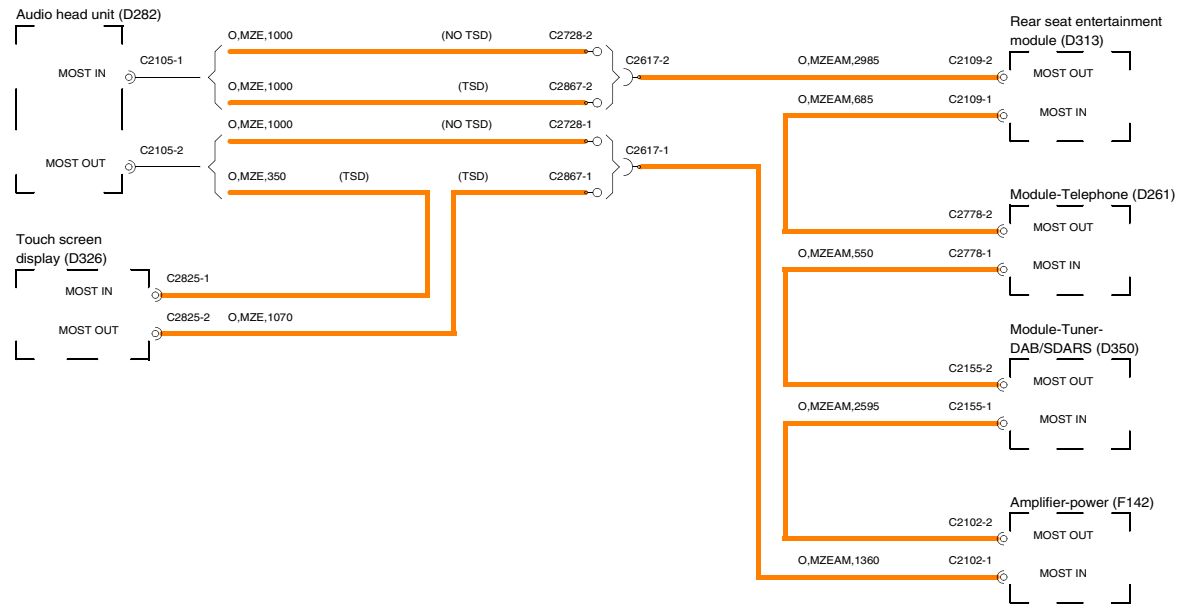 Audio head unit (D282)
MOST IN
C2105-1
O,MZE,1000 (NO TSD) C2728-2
O,MZE,1000 (TSD) C2867-2
C2617-2
O,MZEAM,2985 C2109-2
Rear seat entertainment
module (D313)
MOST OUT
O,MZEAM,685 C2109-1
MOST IN
MOST OUT
C2105-2
O,MZE,1000 (NO TSD) C2728-1
O,MZE,350 (TSD) (TSD) C2867-1
C2617-1
Module-Telephone (D261)
C2778-2
MOST OUT
O,MZEAM,550 C2778-1
MOST IN
Touch screen
display (D326)
MOST IN
C2825-1
MOST OUT
C2825-2 O,MZE,1070
Module-Tuner-
DAB/SDARS (D350)
C2155-2
MOST OUT
O,MZEAM,2595 C2155-1
MOST IN
Amplifier-power (F142)
C2102-2
MOST OUT
O,MZEAM,1360 C2102-1
MOST IN